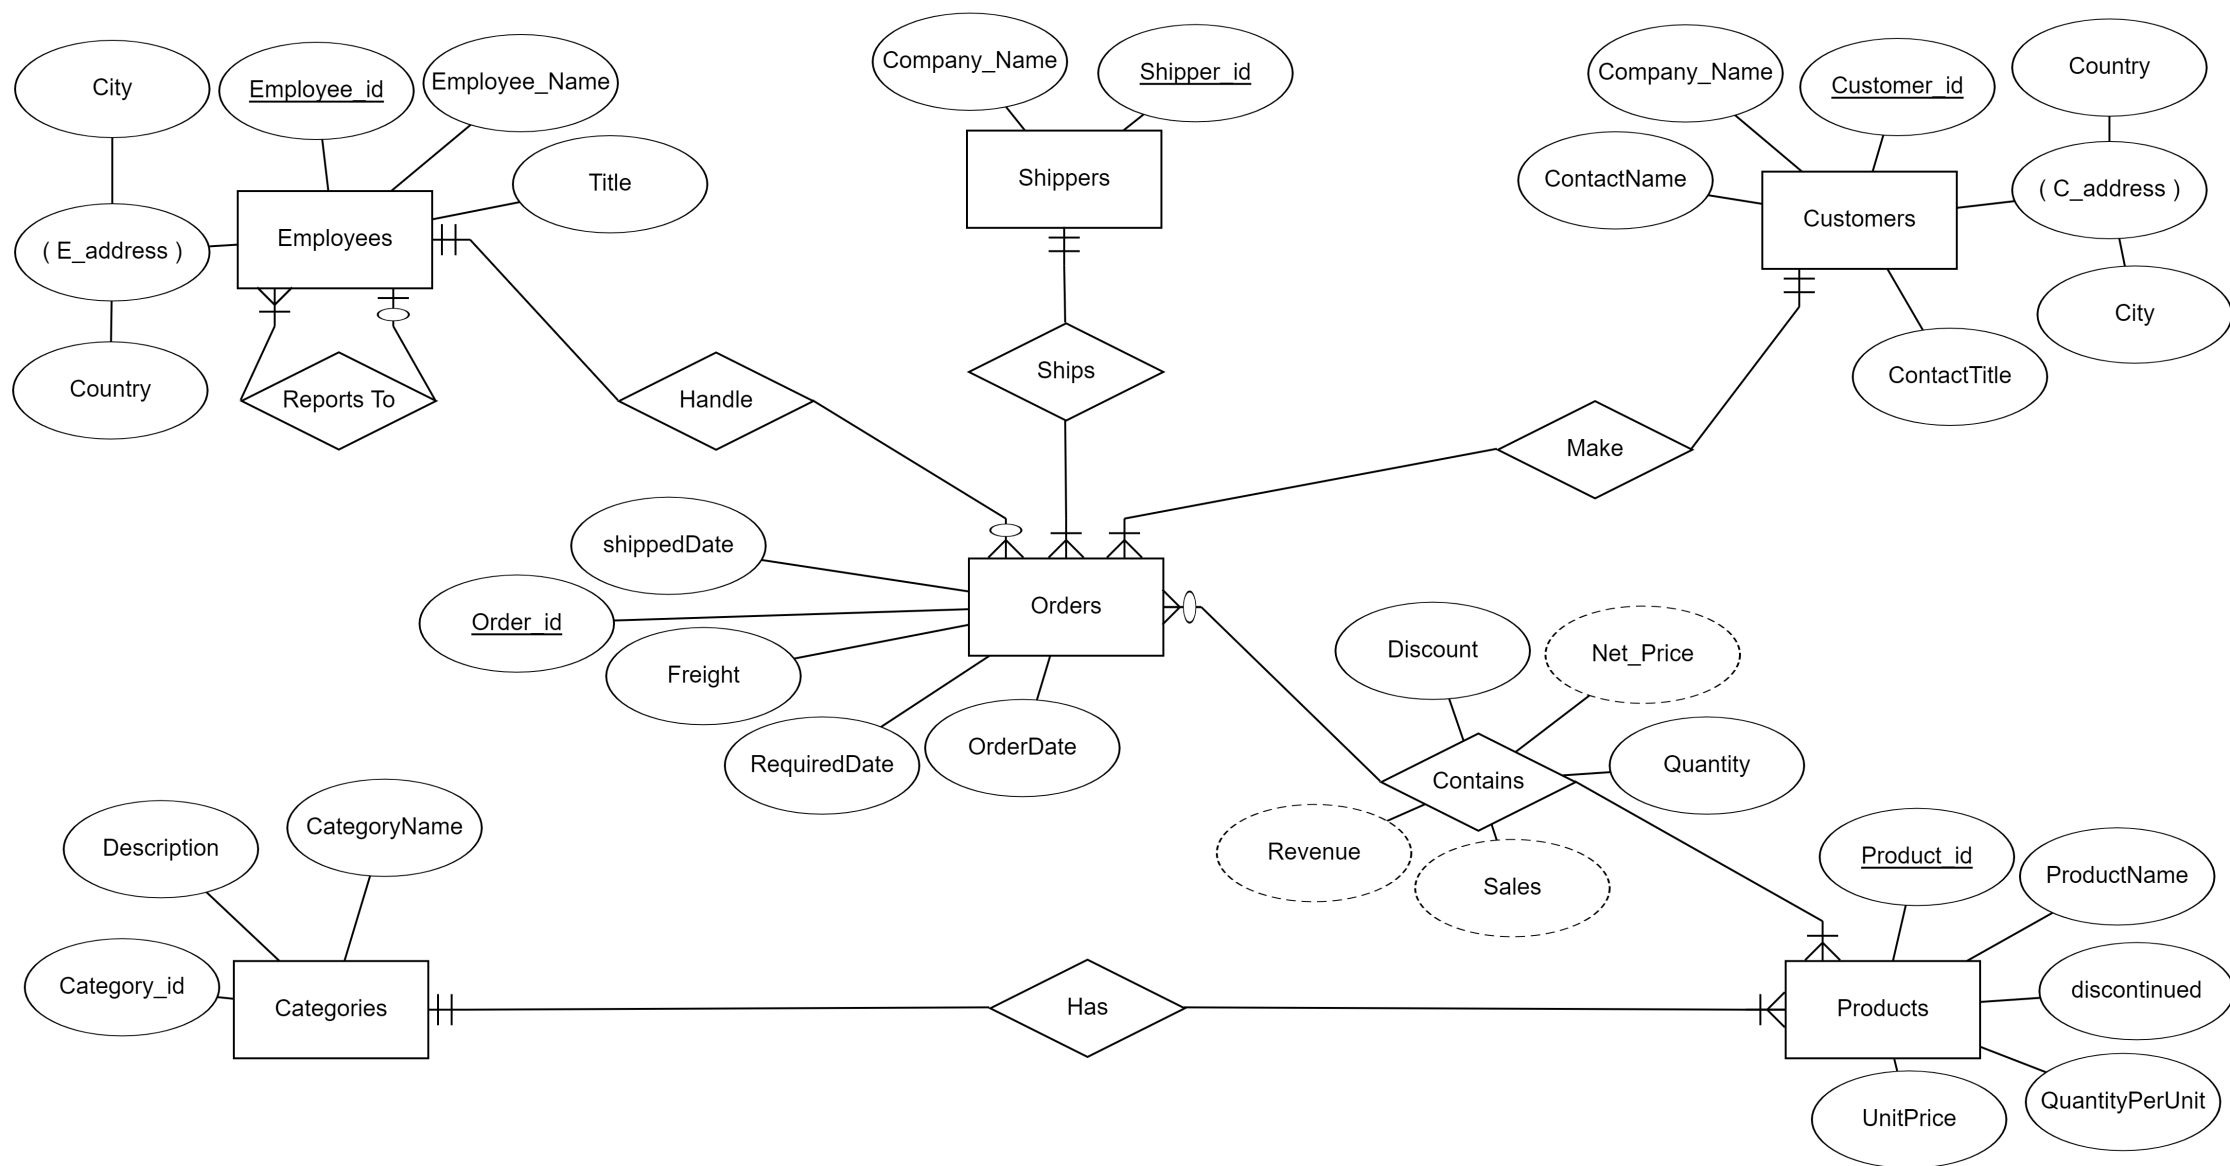 Company_Name
Shipper_id
Country
Company_Name
Customer_id
City
Employee_id
Employee_Name
Title
Shippers
ContactName
( C_address )
Customers
( E_address )
Employees
City
Country
Reports To
Handle
Ships
ContactTitle
Make
shippedDate
Orders
Order_id
Freight
Discount
Net_Price
RequiredDate
OrderDate
Contains
Quantity
Description
CategoryName
Revenue
Sales
Product_id
ProductName
Category_id
Categories
Has
Products
discontinued
UnitPrice
QuantityPerUnit